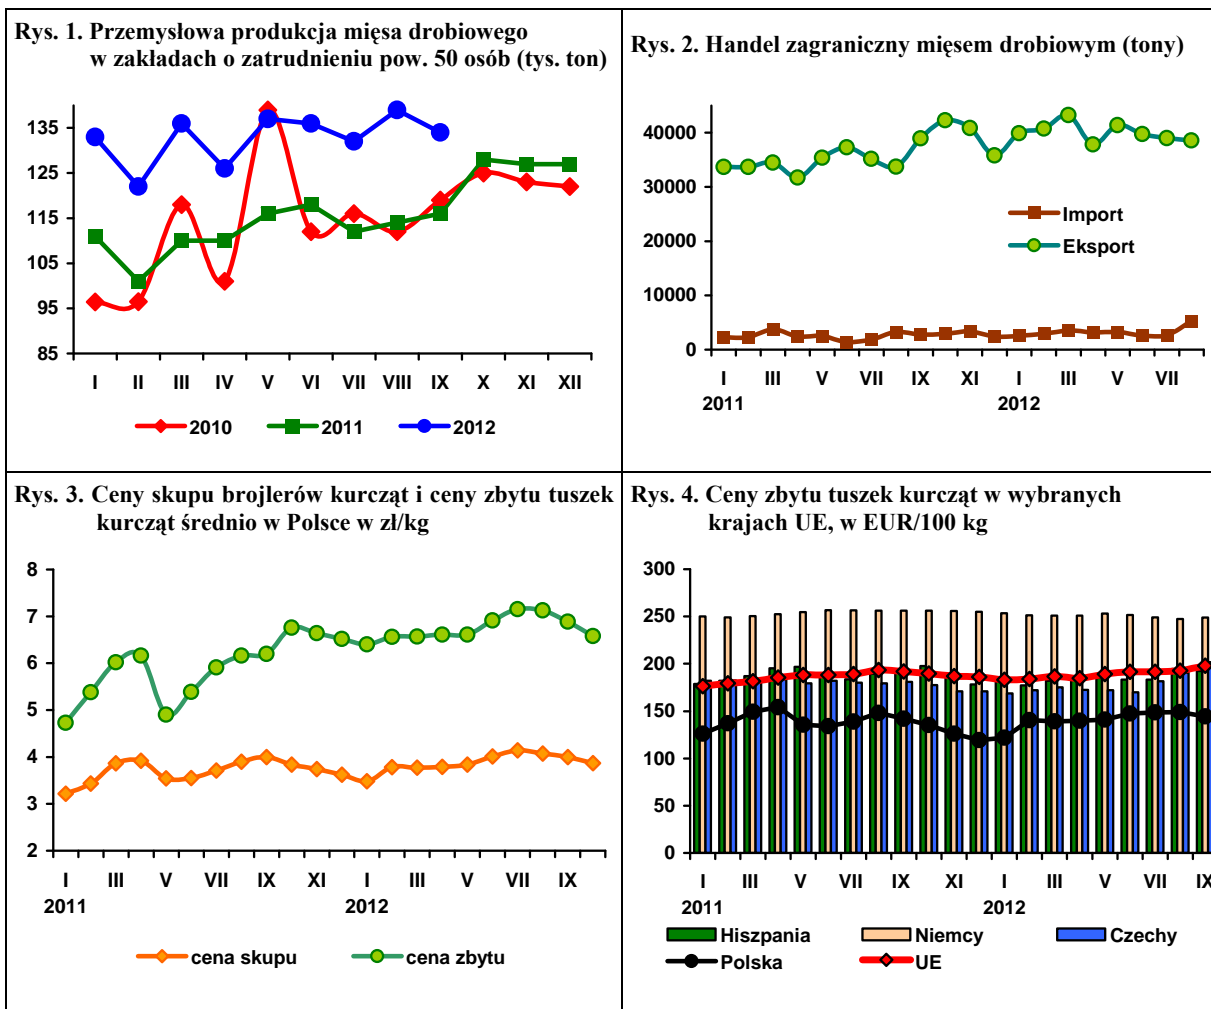 Rys. 1. Przemysłowa produkcja mięsa drobiowego
w zakładach o zatrudnieniu pow. 50 osób (tys. ton)
135
125
115
105
95
85
I II III IV V VI VII VIII IX X XI XII
2010 2011 2012
Rys. 2. Handel zagraniczny mięsem drobiowym (tony)
40000
30000
20000
10000
0
Import
Eksport
I III V VII IX XI I III V VII
2011 2012
Rys. 3. Ceny skupu brojlerów kurcząt i ceny zbytu tuszek
kurcząt średnio w Polsce w zł/kg
8
7
6
5
4
3
2
I III V VII IX XI I III V VII IX
2011 2012
cena skupu cena zbytu
Rys. 4. Ceny zbytu tuszek kurcząt w wybranych
krajach UE, w EUR/100 kg
300
250
200
150
100
50
0
I III V VII IX XI I III V VII IX
2011 2012
Hiszpania Niemcy Czechy
Polska UE